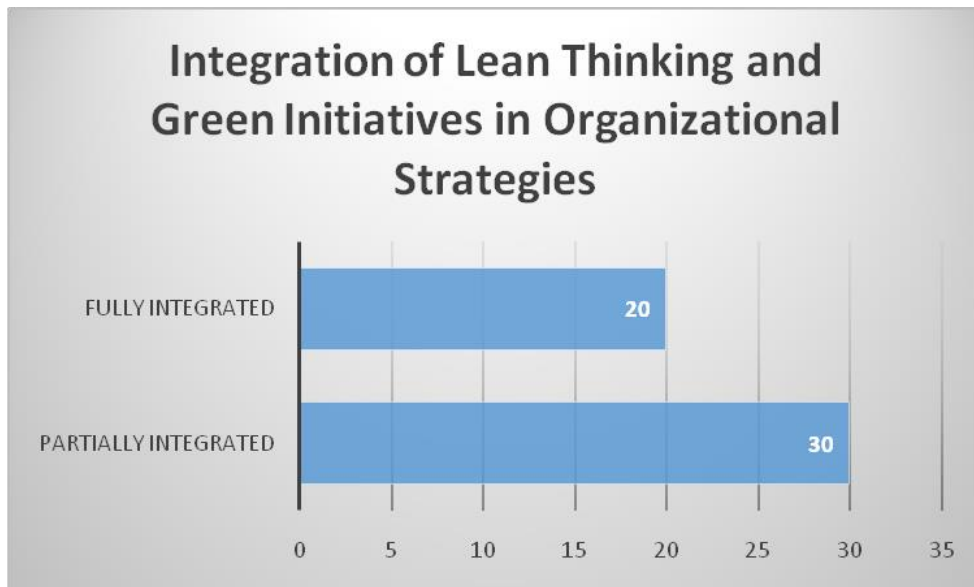 Integration of Lean Thinking and
Green Initiatives in Organizational
Strategies
FULLY INTEGRATED
20
PARTIALLY INTEGRATED
30
0 5 10 15 20 25 30 35